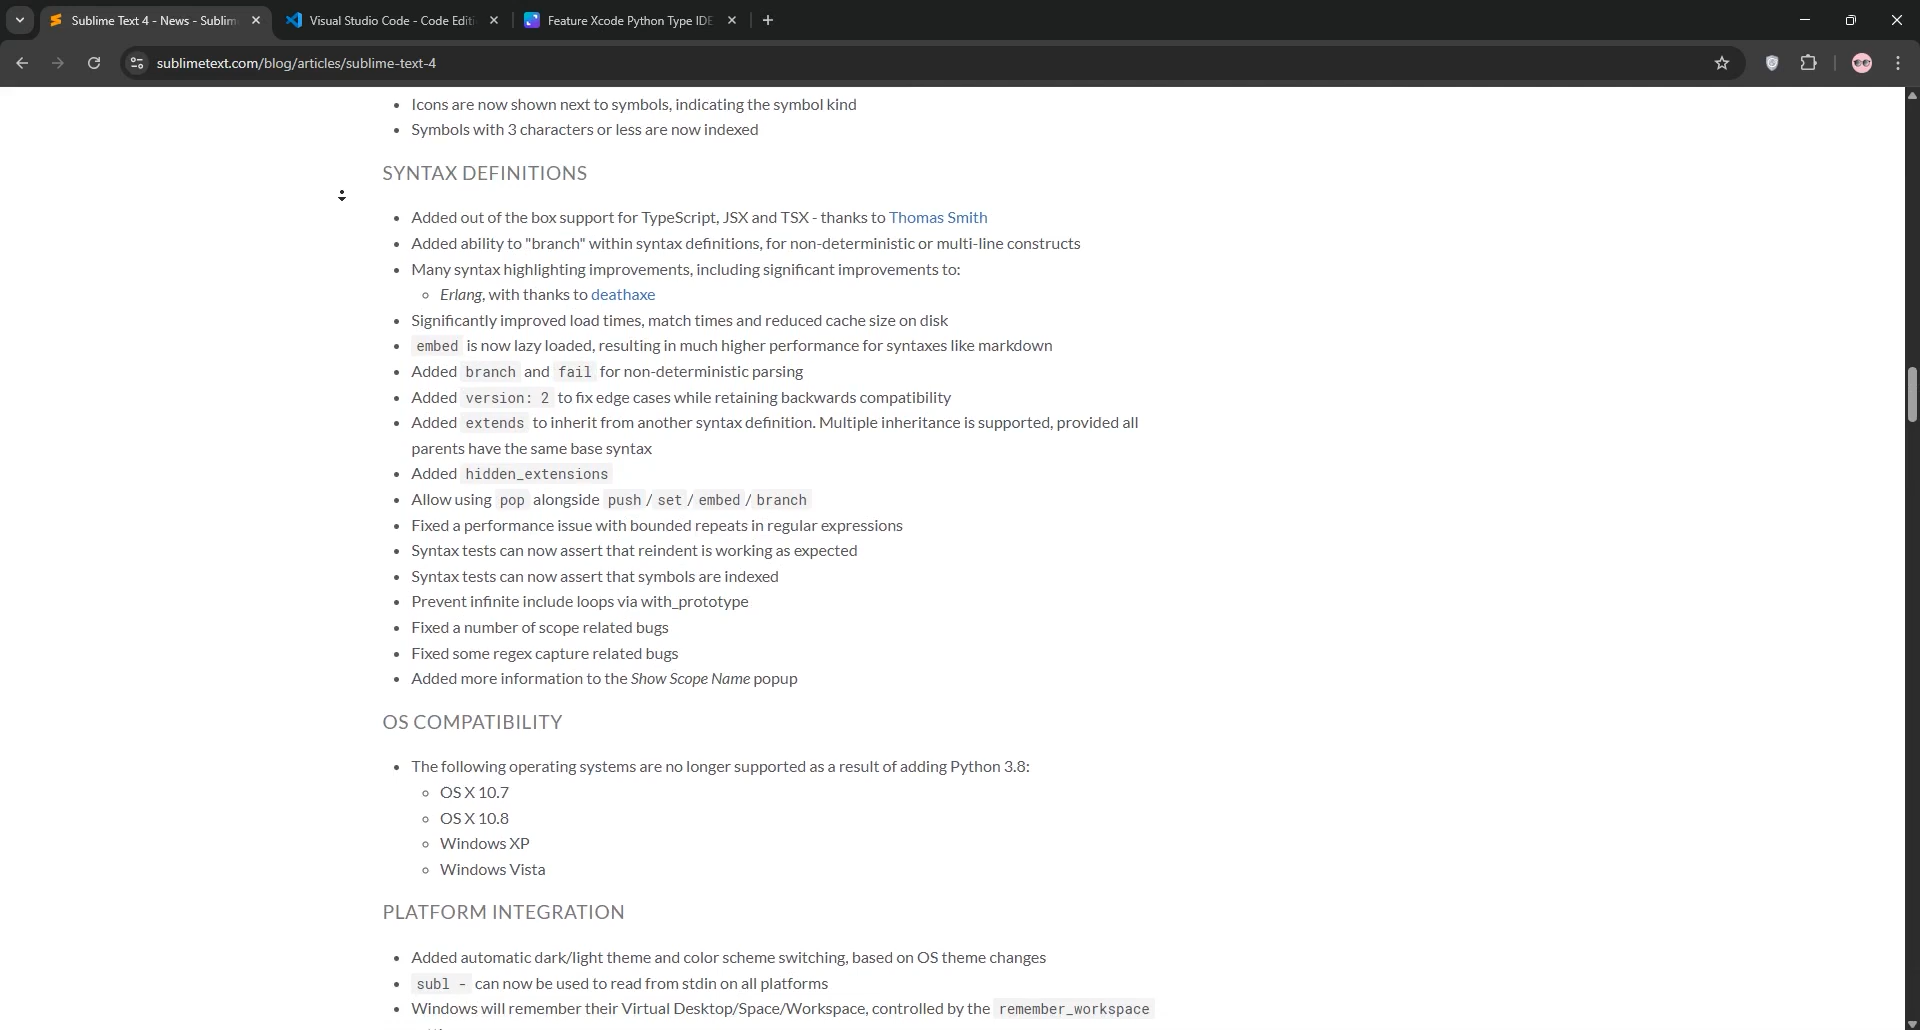 Sublime Text 4 - News - Sublim
Visual Studio Code - Code Editi
Feature Xcode Python Type IDE
sublimetext.com/blog/articles/sublime-text-4
Icons are now shown next to symbols, indicating the symbol kind
Symbols with 3 characters or less are now indexed
SYNTAX DEFINITIONS
Added out of the box support for TypeScript, JSX and TSX - thanks to Thomas Smith
Added ability to "branch" within syntax definitions, for non-deterministic or multi-line constructs
Many syntax highlighting improvements, including significant improvements to:
Erlang, with thanks to deathaxe
Significantly improved load times, match times and reduced cache size on disk
embed is now lazy loaded, resulting in much higher performance for syntaxes like markdown
Added branch and fail for non-deterministic parsing
Added version: 2 to fix edge cases while retaining backwards compatibility
Added extends to inherit from another syntax definition. Multiple inheritance is supported, provided all
parents have the same base syntax
Added hidden_extensions
Allow using pop alongside push / set / embed / branch
Fixed a performance issue with bounded repeats in regular expressions
Syntax tests can now assert that reindent is working as expected
Syntax tests can now assert that symbols are indexed
Prevent infinite include loops via with_prototype
Fixed a number of scope related bugs
Fixed some regex capture related bugs
Added more information to the Show Scope Name popup
OS COMPATIBILITY
The following operating systems are no longer supported as a result of adding Python 3.8:
OS X 10.7
OS X 10.8
Windows XP
Windows Vista
PLATFORM INTEGRATION
Added automatic dark/light theme and color scheme switching, based on OS theme changes
subl - can now be used to read from stdin on all platforms
Windows will remember their Virtual Desktop/Space/Workspace, controlled by the remember_workspace